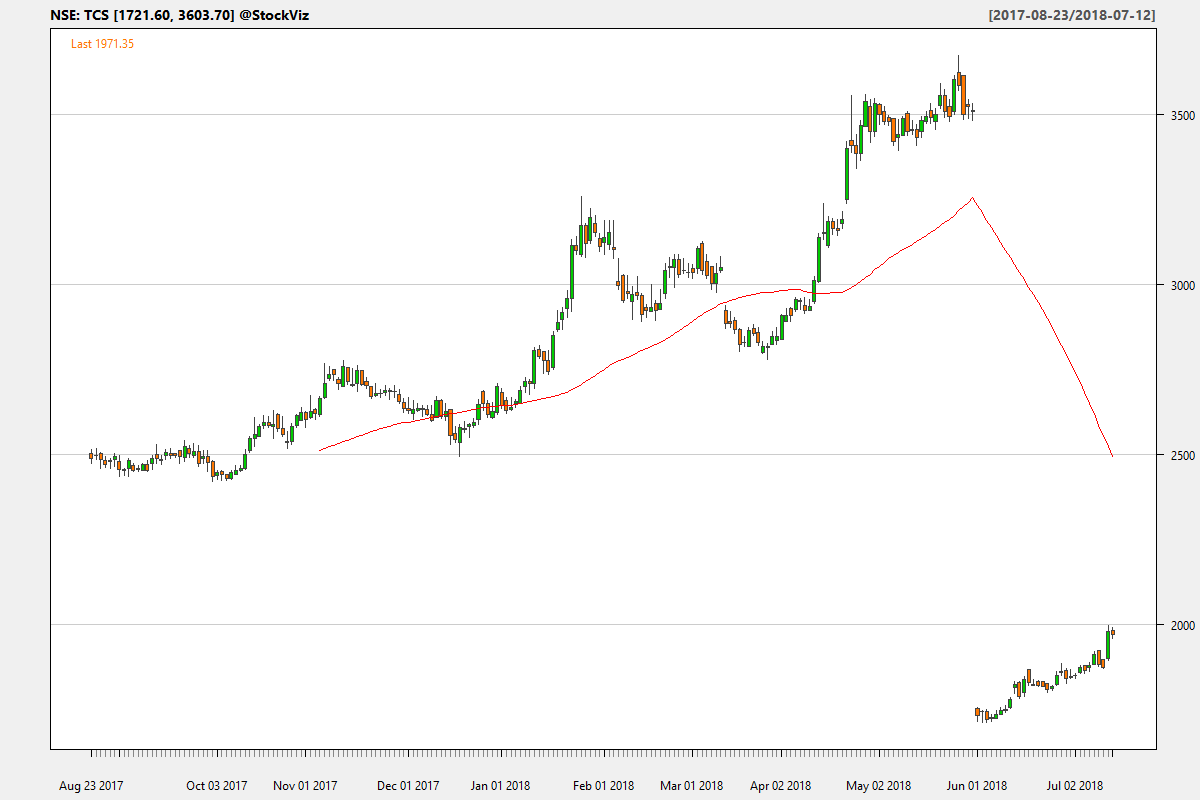 NSE: TCS [1721.60, 3603.70] @StockViz [2017-08-23/2018-07-12]
Last 1971.35
3500
3000
2500
2000
Aug 23 2017 Oct 03 2017 Nov 01 2017 Dec 01 2017 Jan 01 2018 Feb 01 2018 Mar 01 2018 Apr 02 2018 May 02 2018 Jun 01 2018 Jul 02 2018